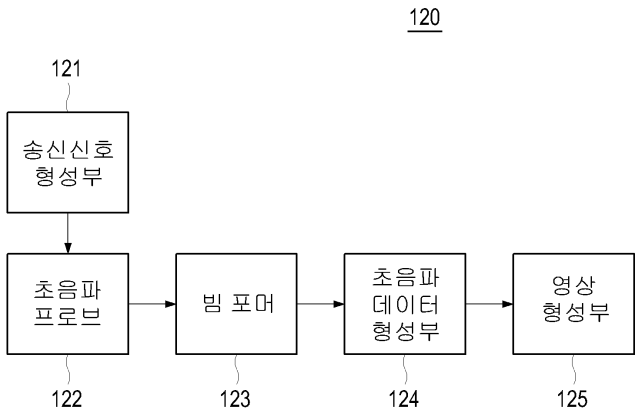 120
121
송신신호
형성부
초음파
프로브
빔 포머
초음파
데이터
형성부
영상
형성부
122
123
124
125